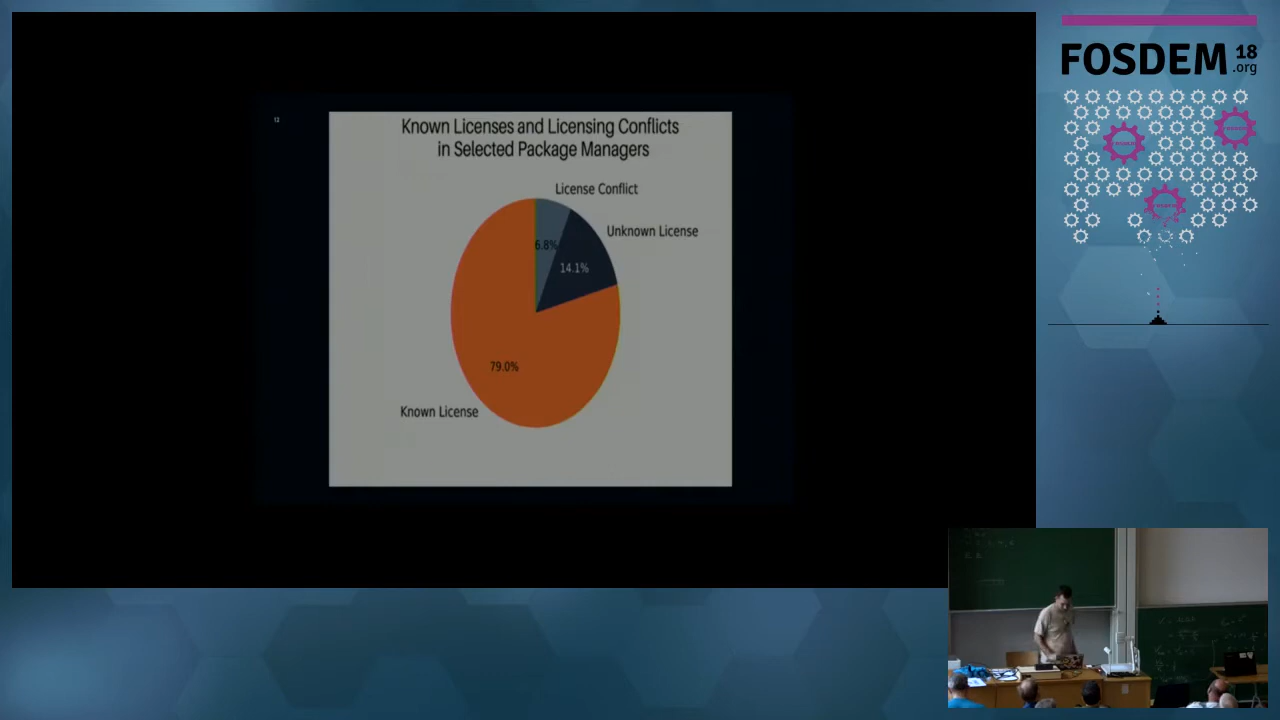 FOSDEM 18
.org
12
Known Licenses and Licensing Conflicts
in Selected Package Managers
License Conflict
Unknown License
6.8%
14.1%
79.0%
Known License